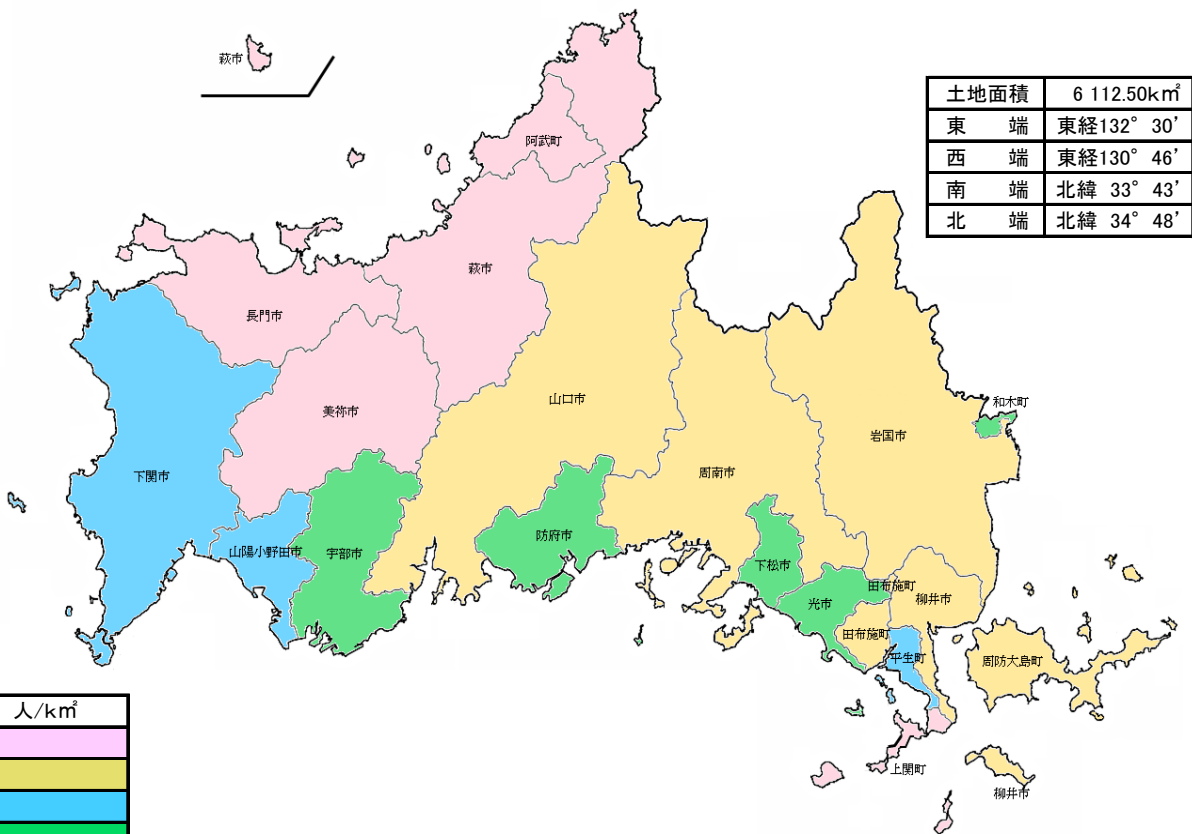 萩市
土地面積 6 112.50k㎡
東 端 東経132° 30’
西 端 東経130° 46’
南 端 北緯 33° 43’
北 端 北緯 34° 48’
阿武町
萩市
長門市
美祢市
山口市
和木町
岩国市
下関市
周南市
山陽小野田市
宇部市
防府市
下松市
田布施町
光市
柳井市
田布施町
平生町
周防大島町
上関町
柳井市
人/k㎡